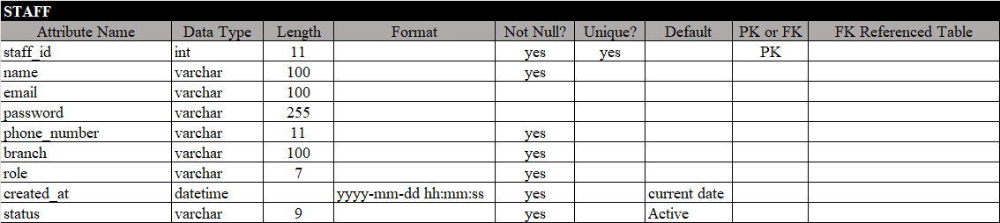 STAFF
Attribute Name Data Type Length Format Not Null? Unique? Default PK or FK FK Referenced Table
staff_id int 11 yes yes PK
name varchar 100 yes
email varchar 100
password varchar 255
phone_number varchar 11 yes
branch varchar 100 yes
role varchar 7 yes
created_at datetime yyyy-mm-dd hh:mm:ss yes current date
status varchar 9 yes Active